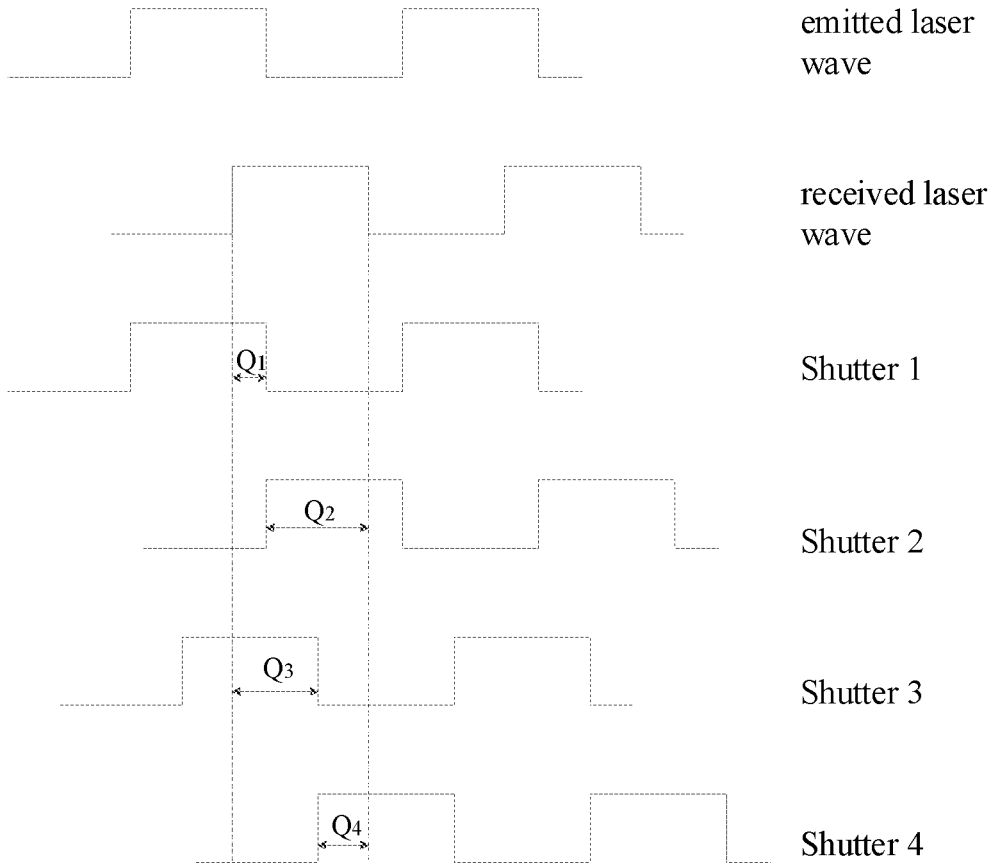 emitted laser
wave
received laser
wave
Q1
Shutter 1
Q2
Shutter 2
Q3
Shutter 3
Q4
Shutter 4